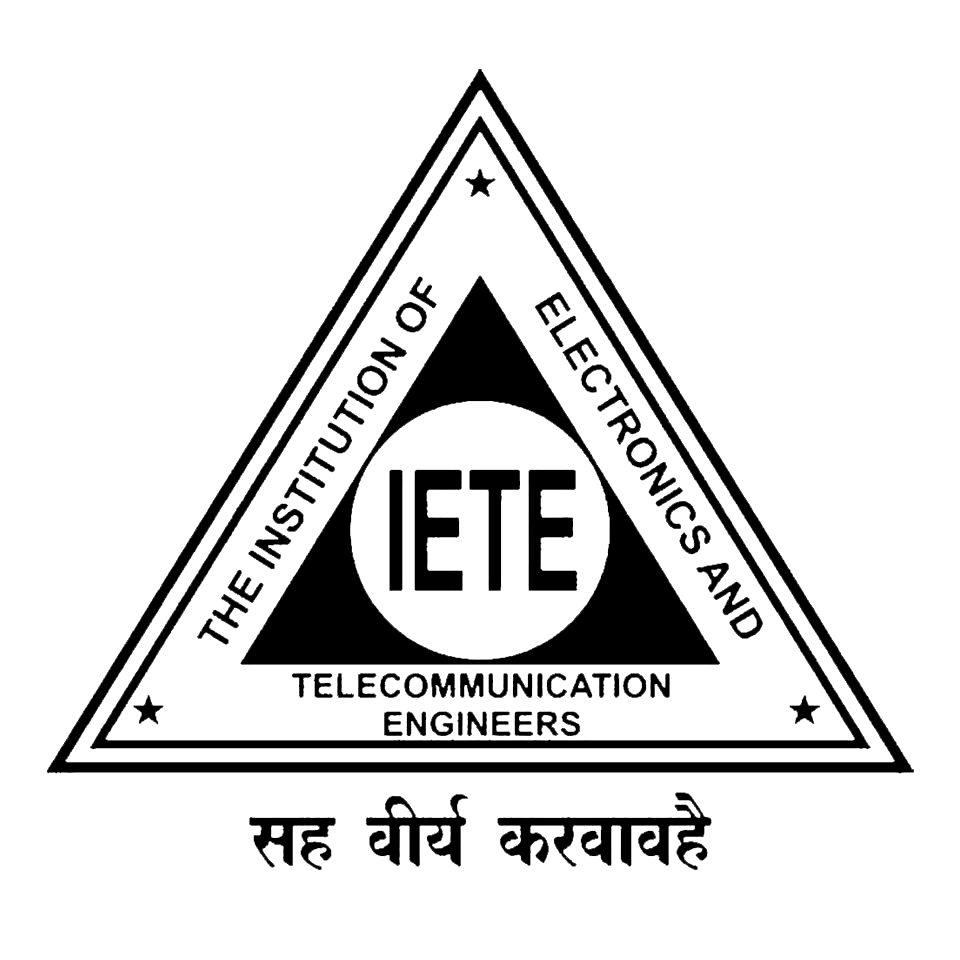 THE INSTITUTION OF
ELECTRONICS AND
TELECOMMUNICATION
ENGINEERS
IETE
सह वीर्य करवावहै